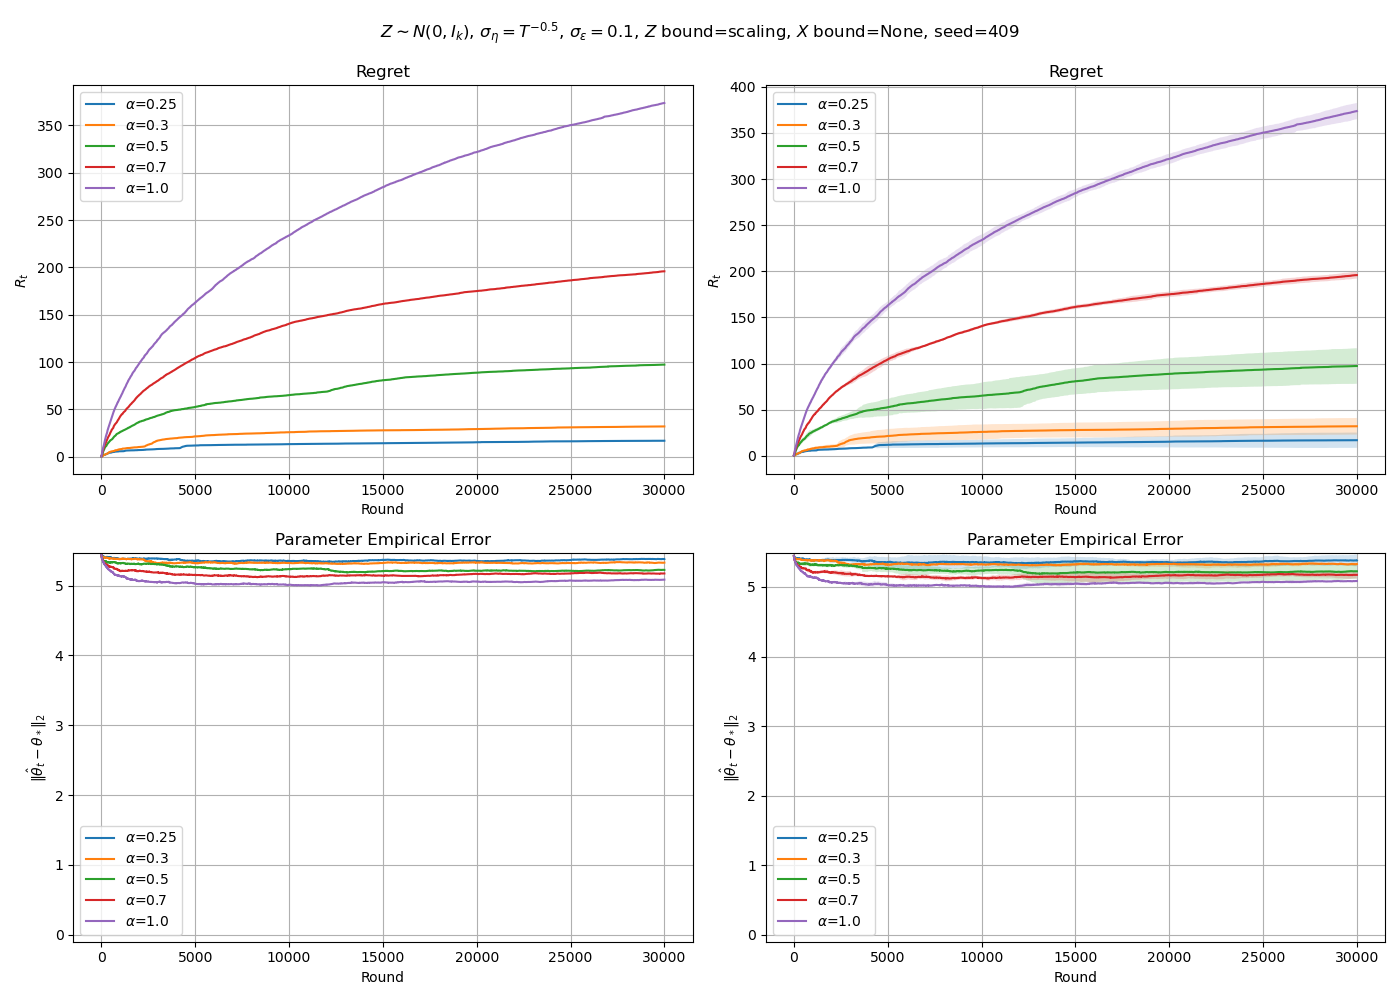 Z ∼ N(0, I_k), σ_η = T^{−0.5}, σ_ε = 0.1, Z bound=scaling, X bound=None, seed=409
Regret
α=0.25
α=0.3
α=0.5
α=0.7
α=1.0
350
300
250
200
150
100
50
0
R_t
0 5000 10000 15000 20000 25000 30000
Round
Regret
α=0.25
α=0.3
α=0.5
α=0.7
α=1.0
400
350
300
250
200
150
100
50
0
R_t
0 5000 10000 15000 20000 25000 30000
Round
Parameter Empirical Error
5
4
3
2
1
0
‖θ̂_t − θ_*‖_2
α=0.25
α=0.3
α=0.5
α=0.7
α=1.0
0 5000 10000 15000 20000 25000 30000
Round
Parameter Empirical Error
5
4
3
2
1
0
‖θ̂_t − θ_*‖_2
α=0.25
α=0.3
α=0.5
α=0.7
α=1.0
0 5000 10000 15000 20000 25000 30000
Round